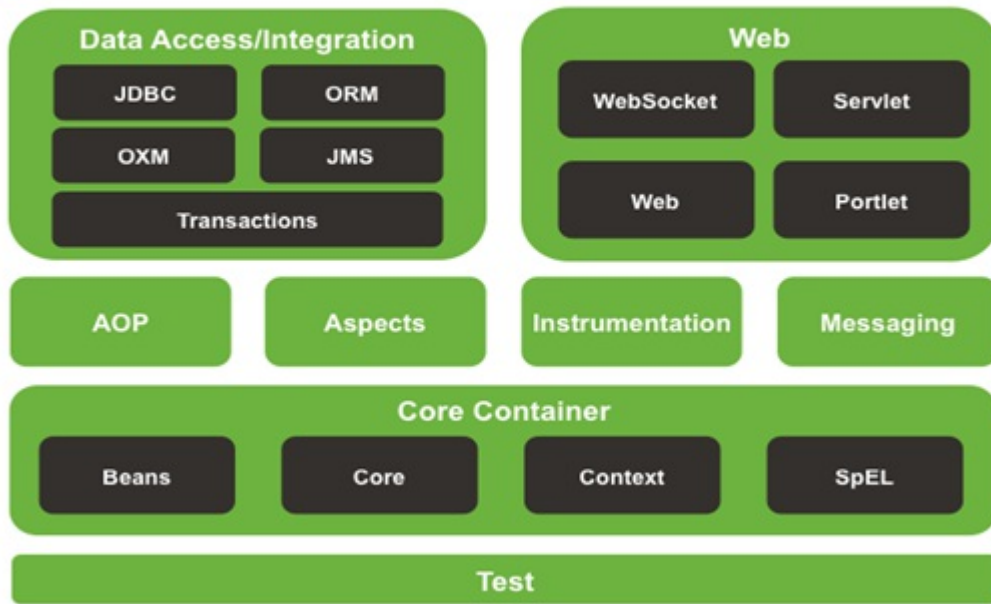 Data Access/Integration
JDBC
ORM
OXM
JMS
Transactions
Web
WebSocket
Servlet
Web
Portlet
AOP
Aspects
Instrumentation
Messaging
Core Container
Beans
Core
Context
SpEL
Test